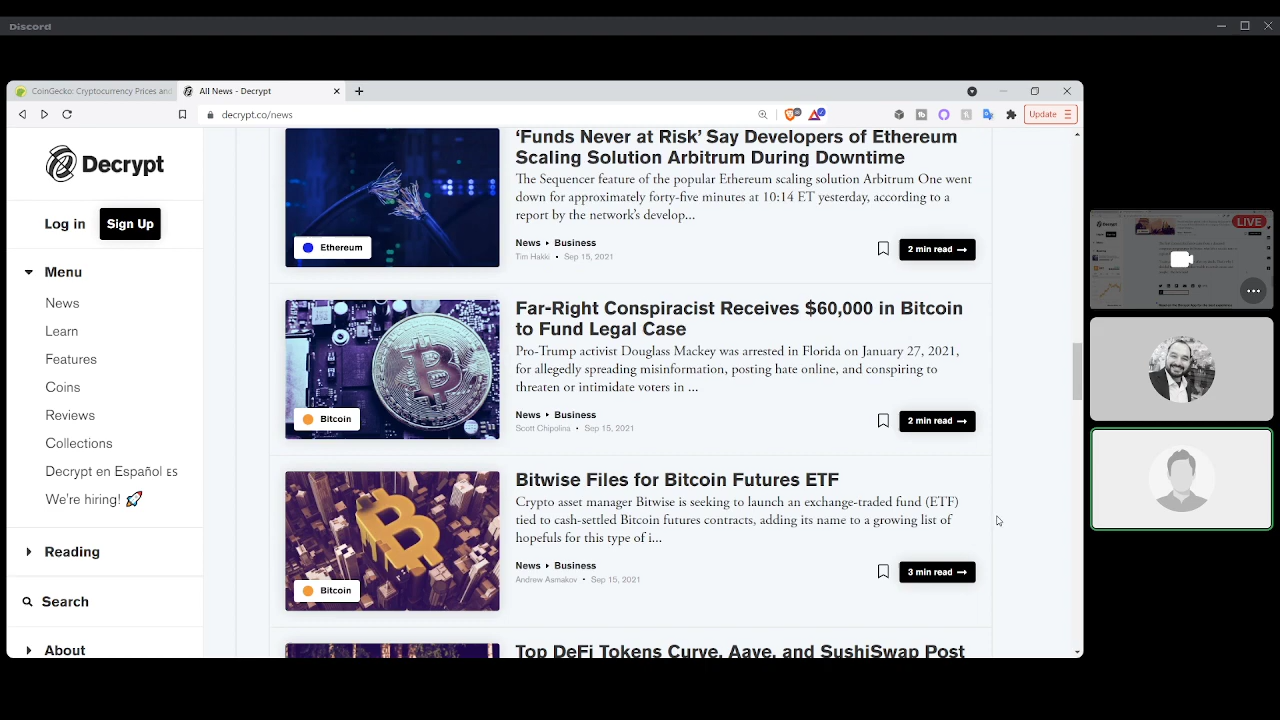 Discord
CoinGecko: Cryptocurrency Prices and
All News - Decrypt
decrypt.co/news
Update
Decrypt
Log in
Sign Up
Menu
News
Learn
Features
Coins
Reviews
Collections
Decrypt en Español ES
We're hiring! 🚀
Reading
Search
About
'Funds Never at Risk' Say Developers of Ethereum
Scaling Solution Arbitrum During Downtime
The Sequencer feature of the popular Ethereum scaling solution Arbitrum One went
down for approximately forty-five minutes at 10:14 ET yesterday, according to a
report by the network's develop...
Ethereum
News ▸ Business
Tim Hakki • Sep 15, 2021
2 min read →
Far-Right Conspiracist Receives $60,000 in Bitcoin
to Fund Legal Case
Pro-Trump activist Douglass Mackey was arrested in Florida on January 27, 2021,
for allegedly spreading misinformation, posting hate online, and conspiring to
threaten or intimidate voters in ...
Bitcoin
News ▸ Business
Scott Chipolina • Sep 15, 2021
2 min read →
Bitwise Files for Bitcoin Futures ETF
Crypto asset manager Bitwise is seeking to launch an exchange-traded fund (ETF)
tied to cash-settled Bitcoin futures contracts, adding its name to a growing list of
hopefuls for this type of i...
Bitcoin
News ▸ Business
Andrew Asmakov • Sep 15, 2021
3 min read →
Top DeFi Tokens Curve, Aave, and SushiSwap Post
LIVE